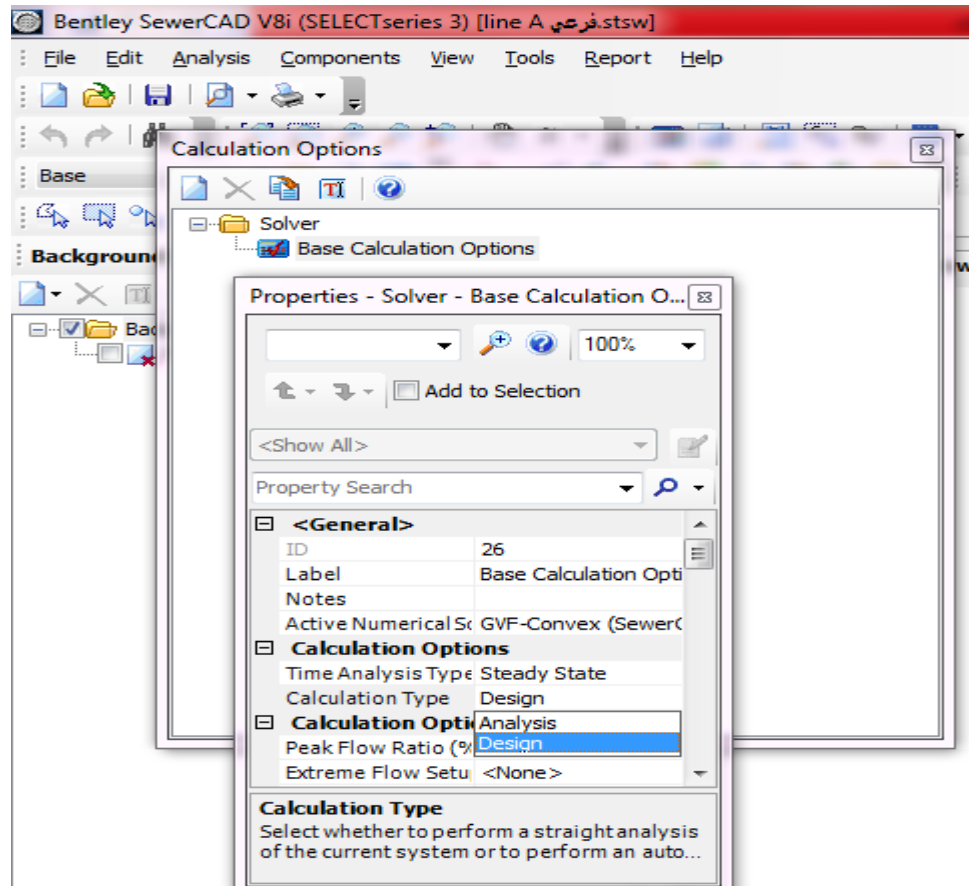 Bentley SewerCAD V8i (SELECTseries 3) [line A فرعي.stsw]
File Edit Analysis Components View Tools Report Help
Calculation Options
Base
Solver
Base Calculation Options
Properties - Solver - Base Calculation O...
100%
Add to Selection
<Show All>
Property Search
<General>
ID 26
Label Base Calculation Opti
Notes
Active Numerical So GVF-Convex (SewerC
Calculation Options
Time Analysis Type Steady State
Calculation Type Design
Calculation Opti Analysis
Peak Flow Ratio (% Design
Extreme Flow Setu <None>
Calculation Type
Select whether to perform a straight analysis
of the current system or to perform an auto...
Backgroun
Bac